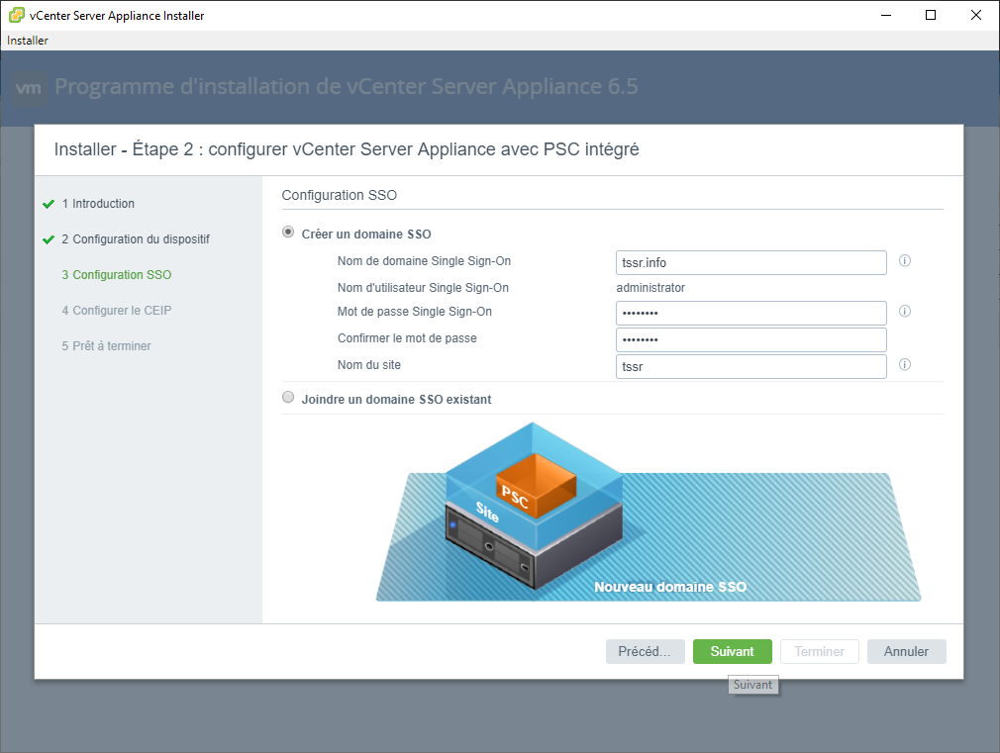 vCenter Server Appliance Installer
Installer
vm Programme d'installation de vCenter Server Appliance 6.5
Installer - Étape 2 : configurer vCenter Server Appliance avec PSC intégré
1 Introduction
2 Configuration du dispositif
3 Configuration SSO
4 Configurer le CEIP
5 Prêt à terminer
Configuration SSO
Créer un domaine SSO
Nom de domaine Single Sign-On tssr.info
Nom d'utilisateur Single Sign-On administrator
Mot de passe Single Sign-On ••••••••
Confirmer le mot de passe ••••••••
Nom du site tssr
Joindre un domaine SSO existant
PSC
Site
Nouveau domaine SSO
Précéd... Suivant Terminer Annuler
Suivant